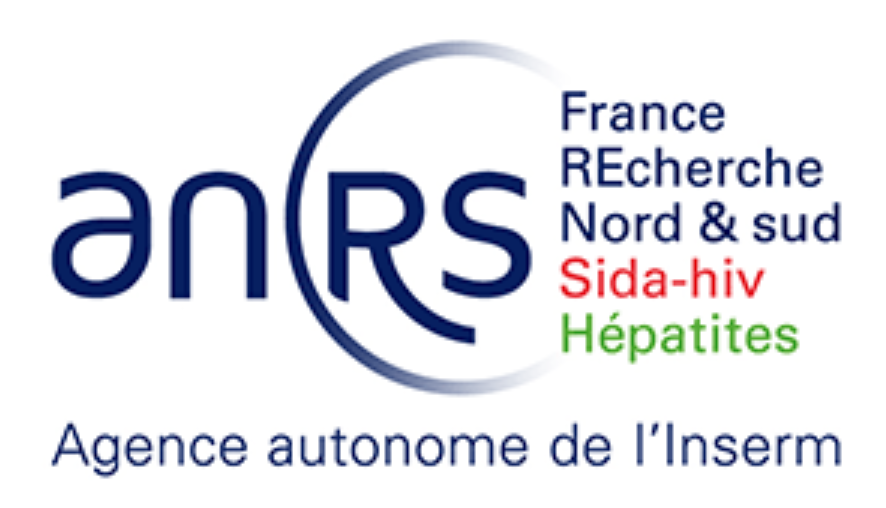 anRS
France
REcherche
Nord & sud
Sida-hiv
Hépatites
Agence autonome de l'Inserm